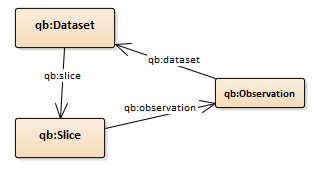 qb:Dataset
qb:dataset
qb:slice
qb:Observation
qb:observation
qb:Slice